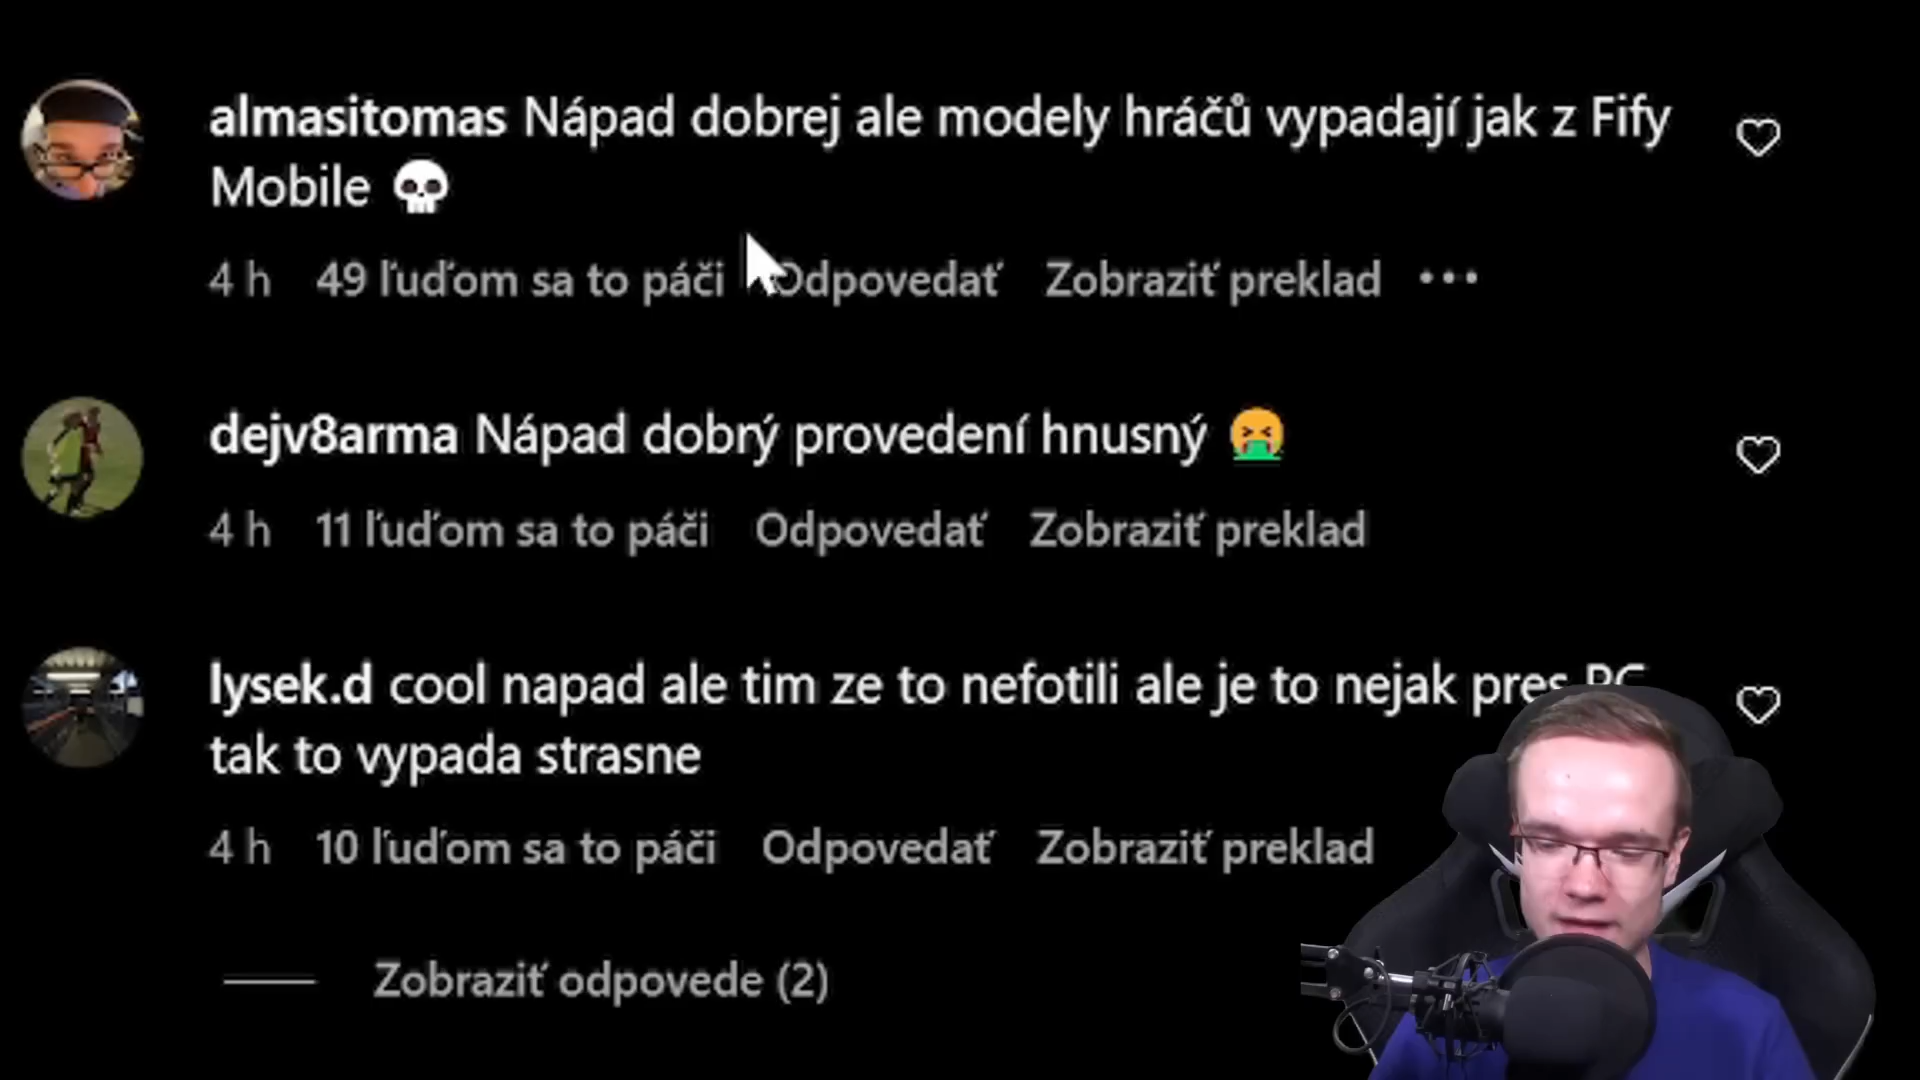 almasitomas Nápad dobrej ale modely hráčů vypadají jak z Fify
Mobile 💀
4 h 49 ľuďom sa to páči Odpovedať Zobraziť preklad •••
dejv8arma Nápad dobrý provedení hnusný 🤮
4 h 11 ľuďom sa to páči Odpovedať Zobraziť preklad
lysek.d cool napad ale tim ze to nefotili ale je to nejak pres PC
tak to vypada strasne
4 h 10 ľuďom sa to páči Odpovedať Zobraziť preklad
Zobraziť odpovede (2)